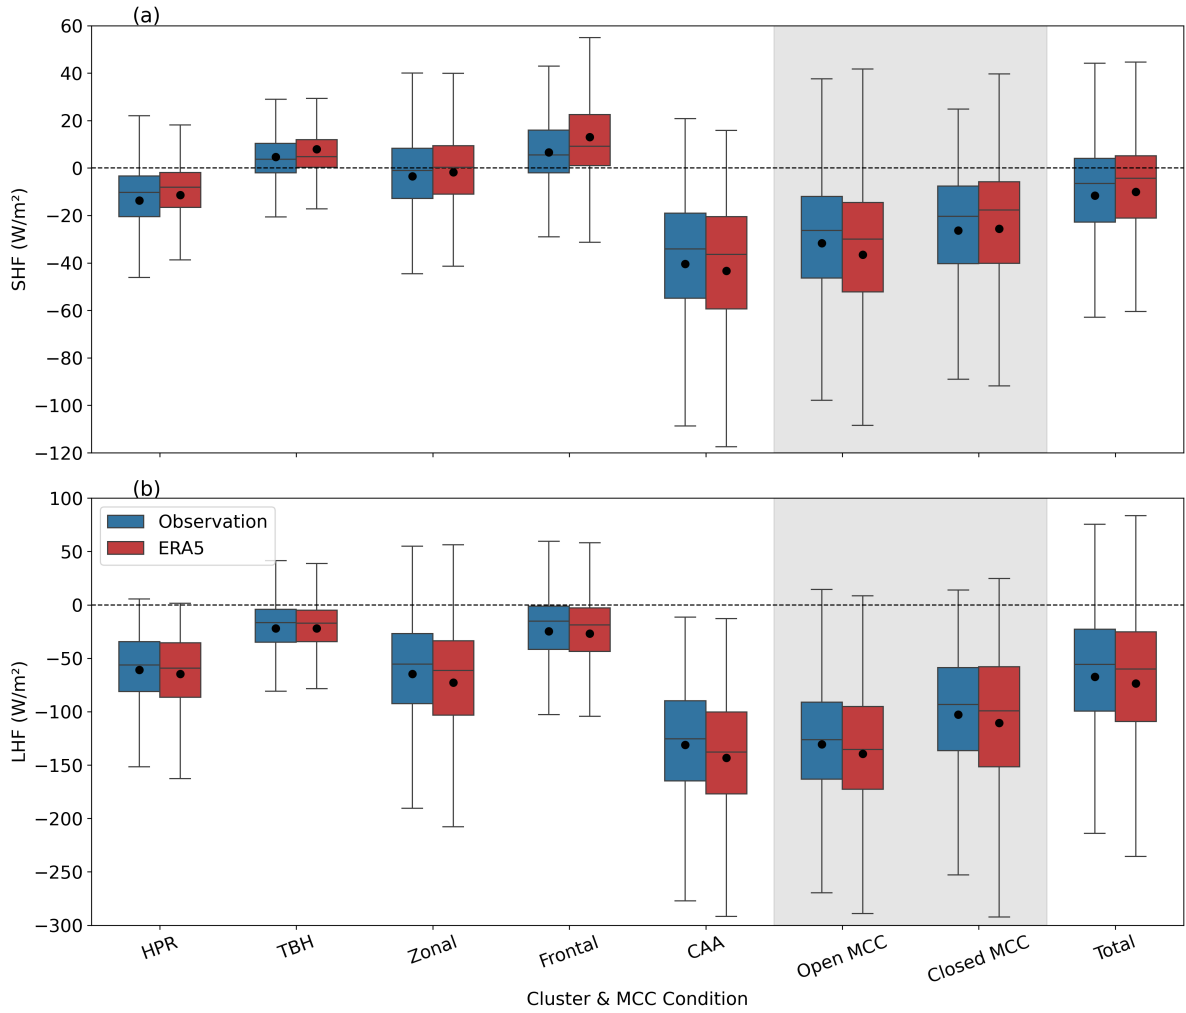 (a)
60
40
20
0
−20
−40
−60
−80
−100
−120
SHF (W/m²)
(b)
100
50
0
−50
−100
−150
−200
−250
−300
LHF (W/m²)
Observation
ERA5
HPR
TBH
Zonal
Frontal
CAA
Open MCC
Closed MCC
Total
Cluster & MCC Condition